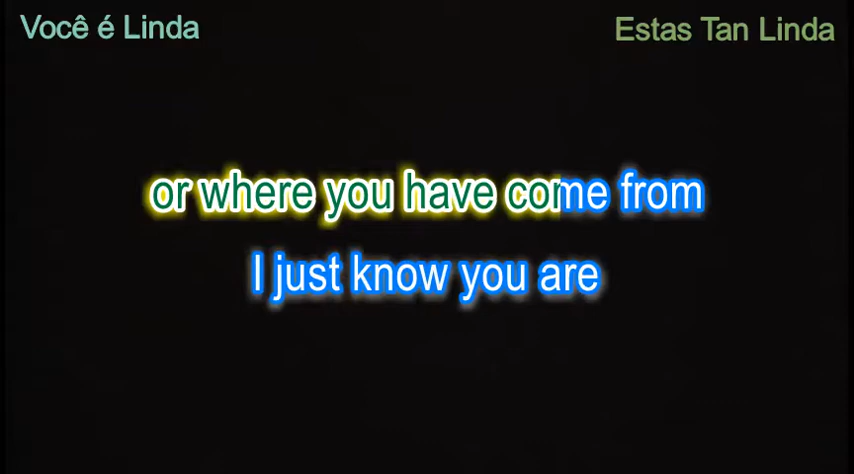 Você é Linda
Estas Tan Linda
or where you have come from
I just know you are